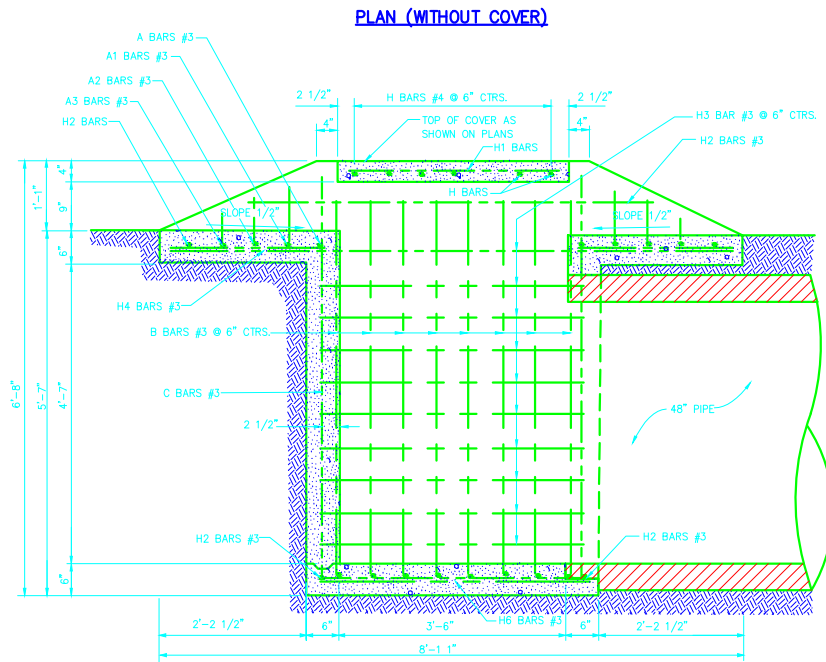 PLAN (WITHOUT COVER)
A BARS #3
A1 BARS #3
A2 BARS #3
A3 BARS #3
H2 BARS
2 1/2"
H BARS #4 @ 6" CTRS.
2 1/2"
4"
TOP OF COVER AS
SHOWN ON PLANS
4"
H3 BAR #3 @ 6" CTRS.
H2 BARS #3
H1 BARS
H BARS
4"
1'-1"
9"
SLOPE 1/2"
SLOPE 1/2"
6"
H4 BARS #3
B BARS #3 @ 6" CTRS.
6'-8"
5'-7"
4'-7"
C BARS #3
2 1/2"
48" PIPE
H2 BARS #3
H2 BARS #3
6"
H6 BARS #3
2'-2 1/2"
6"
3'-6"
6"
2'-2 1/2"
8'-1 1"